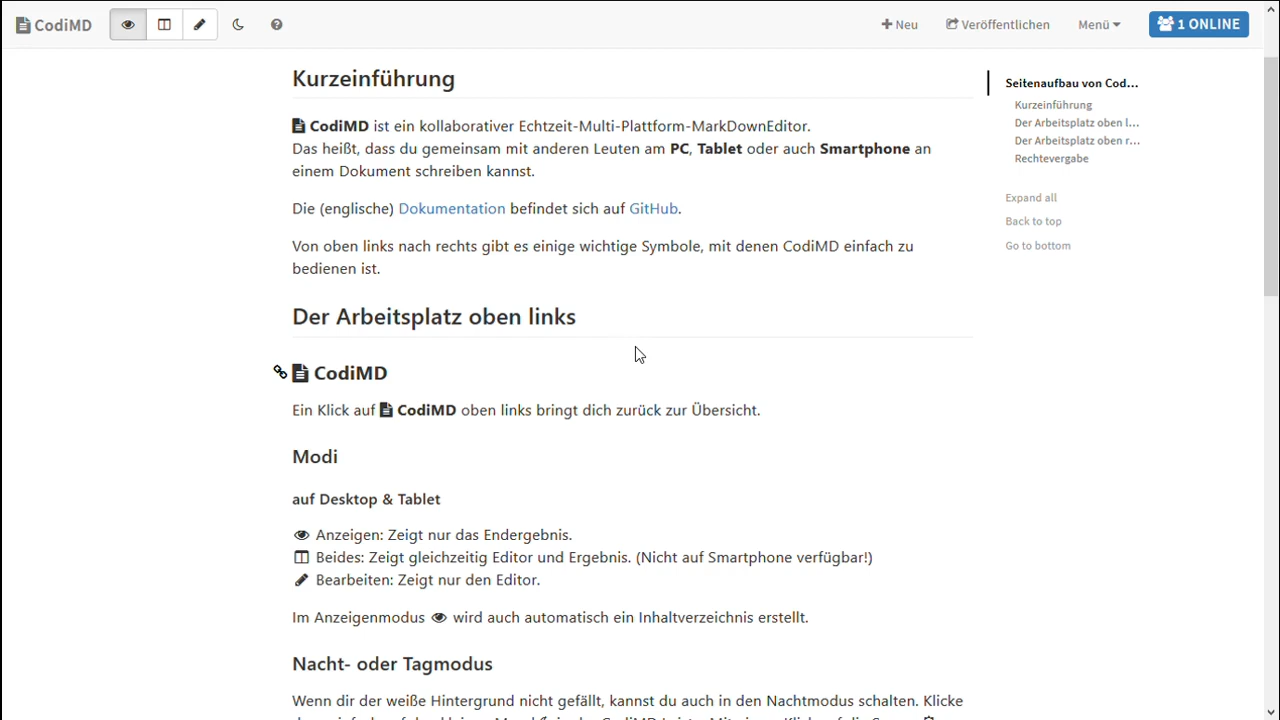 CodiMD
Neu
Veröffentlichen
Menü
1 ONLINE
Kurzeinführung
CodiMD ist ein kollaborativer Echtzeit-Multi-Plattform-MarkDownEditor.
Das heißt, dass du gemeinsam mit anderen Leuten am PC, Tablet oder auch Smartphone an
einem Dokument schreiben kannst.
Die (englische) Dokumentation befindet sich auf GitHub.
Von oben links nach rechts gibt es einige wichtige Symbole, mit denen CodiMD einfach zu
bedienen ist.
Der Arbeitsplatz oben links
CodiMD
Ein Klick auf CodiMD oben links bringt dich zurück zur Übersicht.
Modi
auf Desktop & Tablet
Anzeigen: Zeigt nur das Endergebnis.
Beides: Zeigt gleichzeitig Editor und Ergebnis. (Nicht auf Smartphone verfügbar!)
Bearbeiten: Zeigt nur den Editor.
Im Anzeigenmodus wird auch automatisch ein Inhaltverzeichnis erstellt.
Nacht- oder Tagmodus
Wenn dir der weiße Hintergrund nicht gefällt, kannst du auch in den Nachtmodus schalten. Klicke
Seitenaufbau von Cod...
Kurzeinführung
Der Arbeitsplatz oben l...
Der Arbeitsplatz oben r...
Rechtevergabe
Expand all
Back to top
Go to bottom